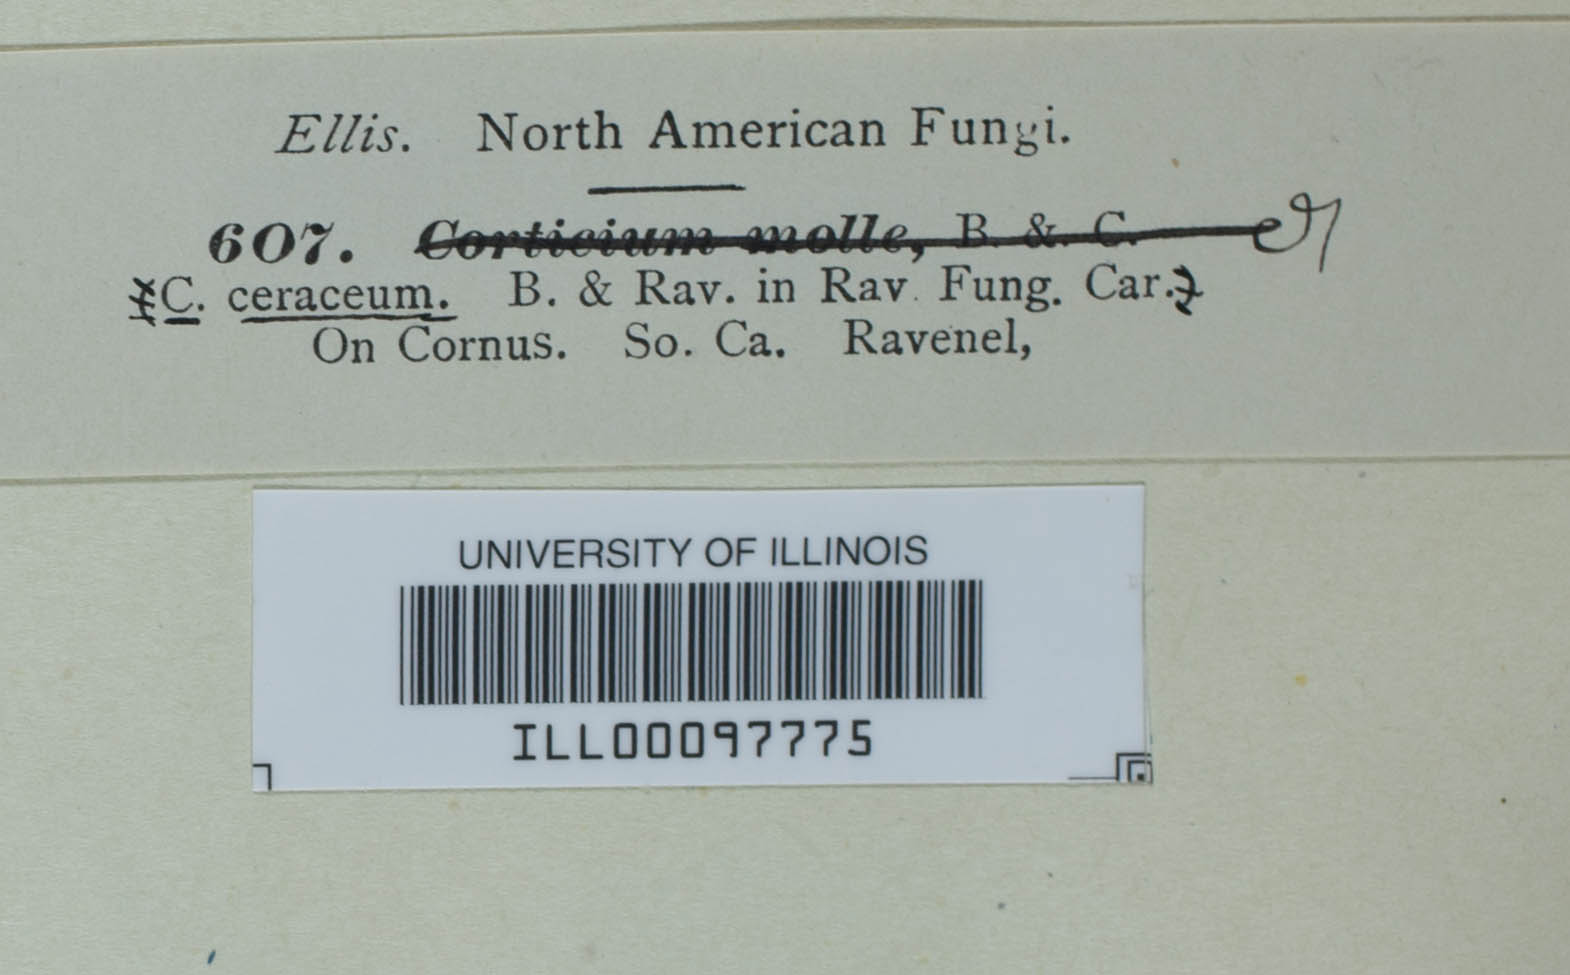 Ellis. North American Fungi.
607. Corticium molle, B. & C.
C. ceraceum. B. & Rav. in Rav. Fung. Car.
On Cornus. So. Ca. Ravenel,
UNIVERSITY OF ILLINOIS
ILL00097775